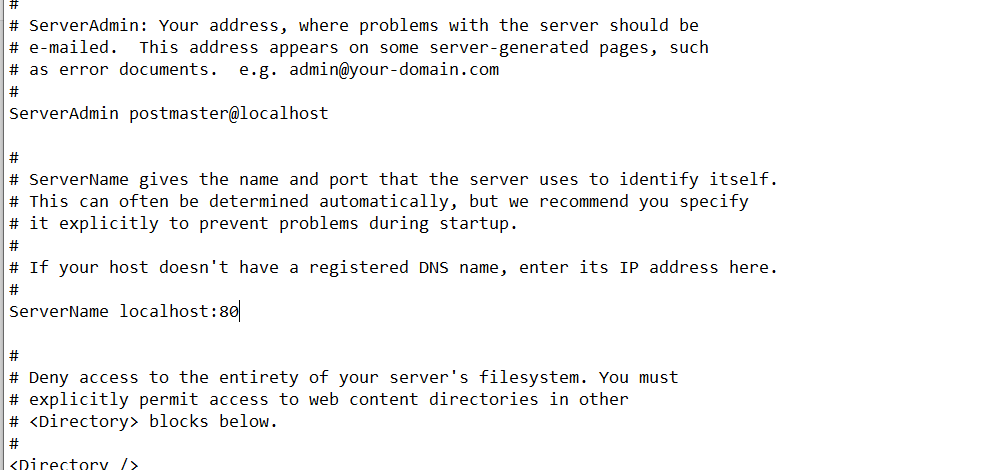 #
# ServerAdmin: Your address, where problems with the server should be
# e-mailed.  This address appears on some server-generated pages, such
# as error documents.  e.g. admin@your-domain.com
#
ServerAdmin postmaster@localhost
#
# ServerName gives the name and port that the server uses to identify itself.
# This can often be determined automatically, but we recommend you specify
# it explicitly to prevent problems during startup.
#
# If your host doesn't have a registered DNS name, enter its IP address here.
#
ServerName localhost:80
#
# Deny access to the entirety of your server's filesystem. You must
# explicitly permit access to web content directories in other
# <Directory> blocks below.
#
<Directory />